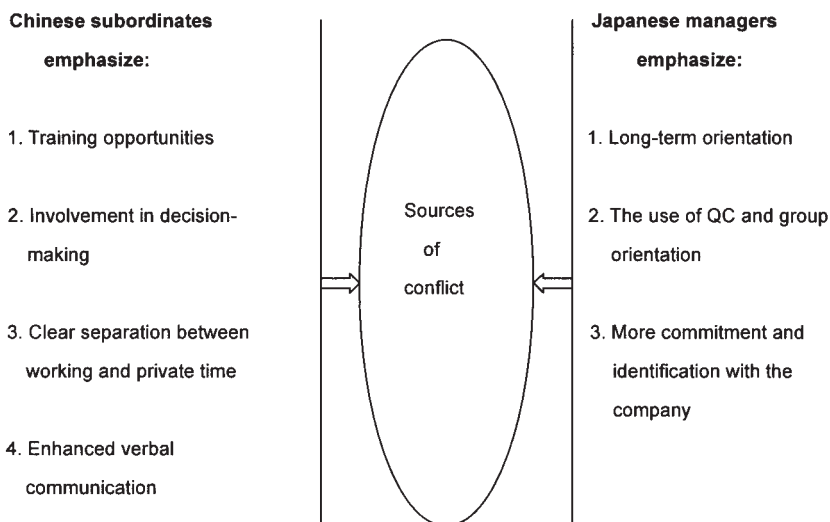 Chinese subordinates
emphasize:
1. Training opportunities
2. Involvement in decision-
making
3. Clear separation between
working and private time
4. Enhanced verbal
communication
Sources
of
conflict
Japanese managers
emphasize:
1. Long-term orientation
2. The use of QC and group
orientation
3. More commitment and
identification with the
company